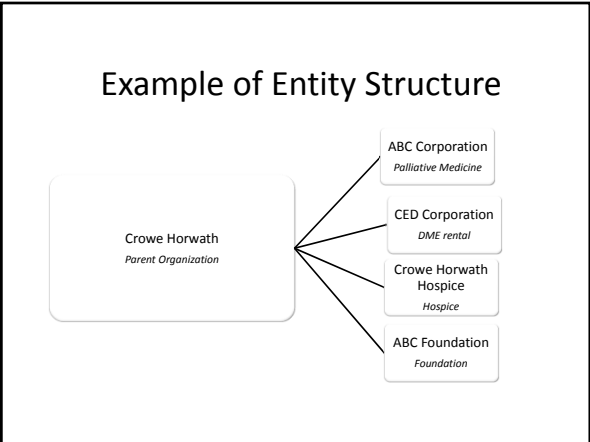 Example of Entity Structure
Crowe Horwath
Parent Organization
ABC Corporation
Palliative Medicine
CED Corporation
DME rental
Crowe Horwath
Hospice
Hospice
ABC Foundation
Foundation